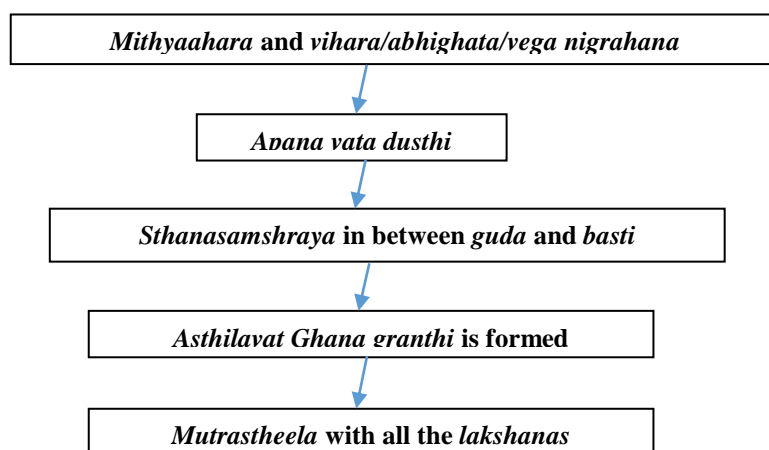 Mithyaahara and vihara/abhighata/vega nigrahana
Apana vata dusthi
Sthanasamshraya in between guda and basti
Asthilavat Ghana granthi is formed
Mutrastheela with all the lakshanas